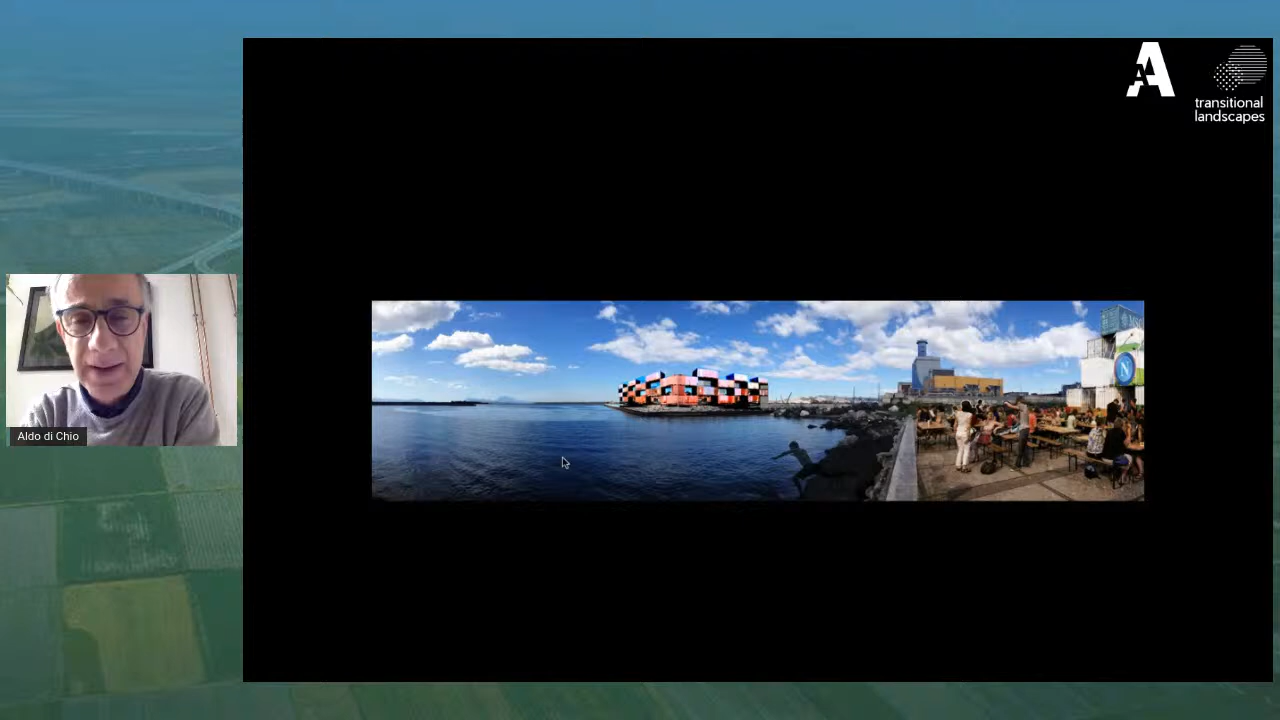 A
A
transitional
landscapes
N
Aldo di Chio